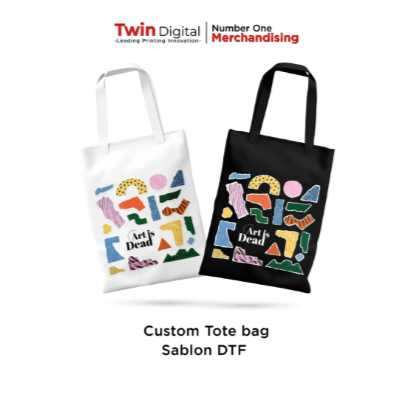 Twin Digital
-Leading Printing Innovation-
Number One
Merchandising
Art is
Dead
Art is
Dead
Custom Tote bag
Sablon DTF